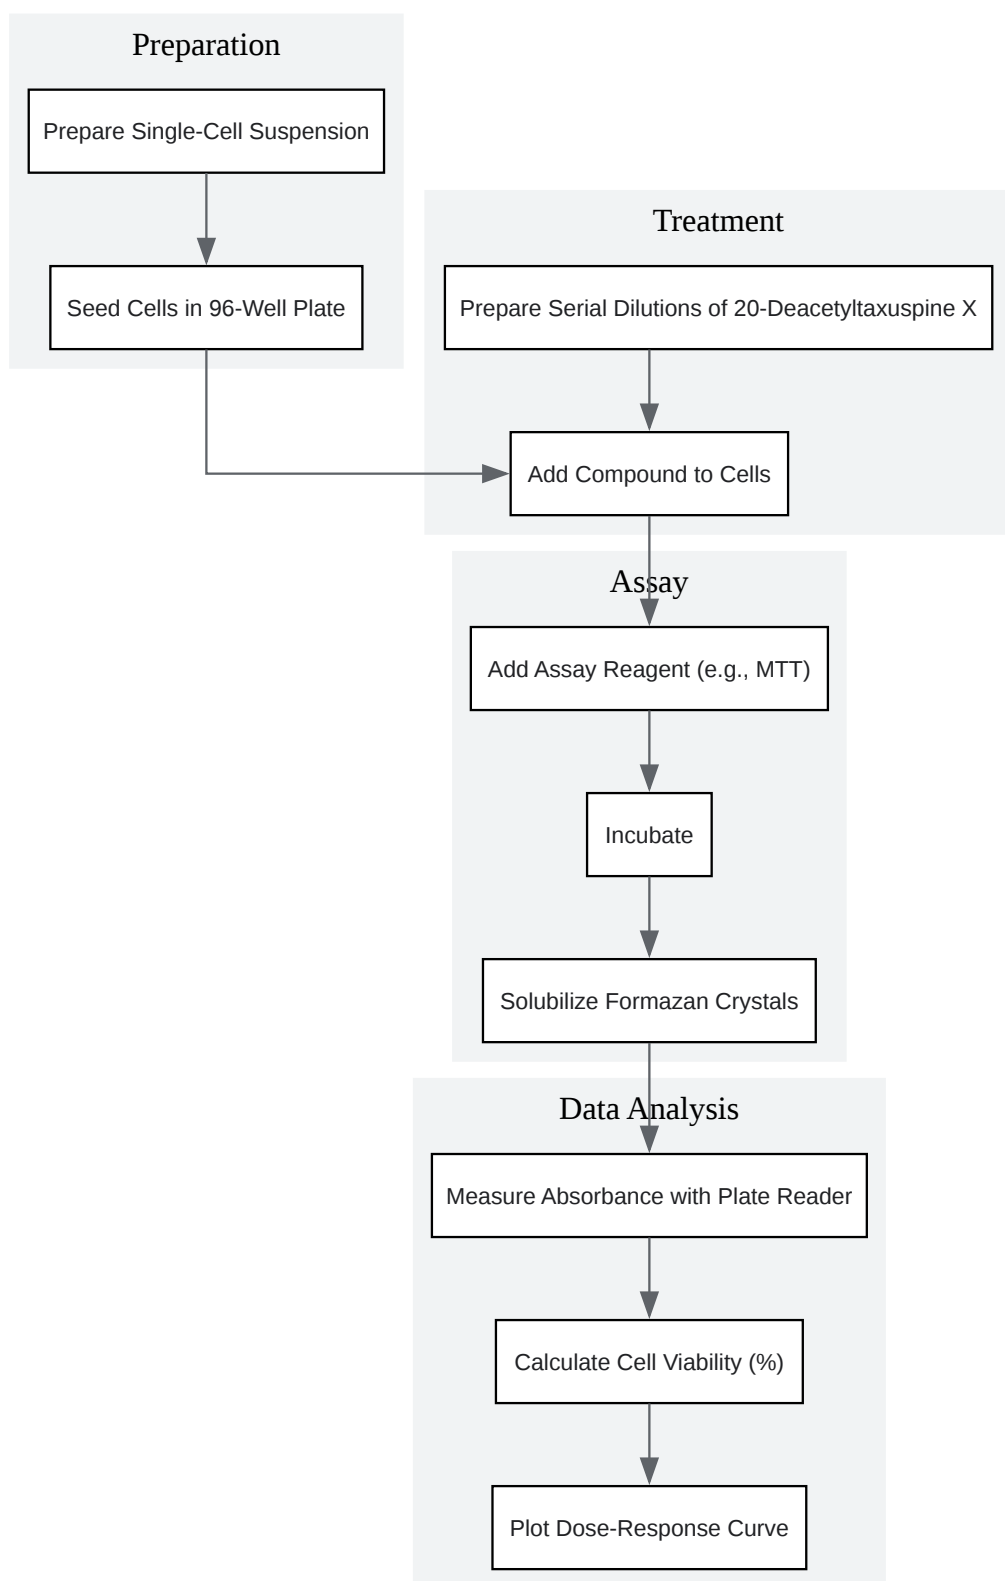 Preparation
Prepare Single-Cell Suspension
Seed Cells in 96-Well Plate
Treatment
Prepare Serial Dilutions of 20-Deacetyltaxuspine X
Add Compound to Cells
Assay
Add Assay Reagent (e.g., MTT)
Incubate
Solubilize Formazan Crystals
Data Analysis
Measure Absorbance with Plate Reader
Calculate Cell Viability (%)
Plot Dose-Response Curve